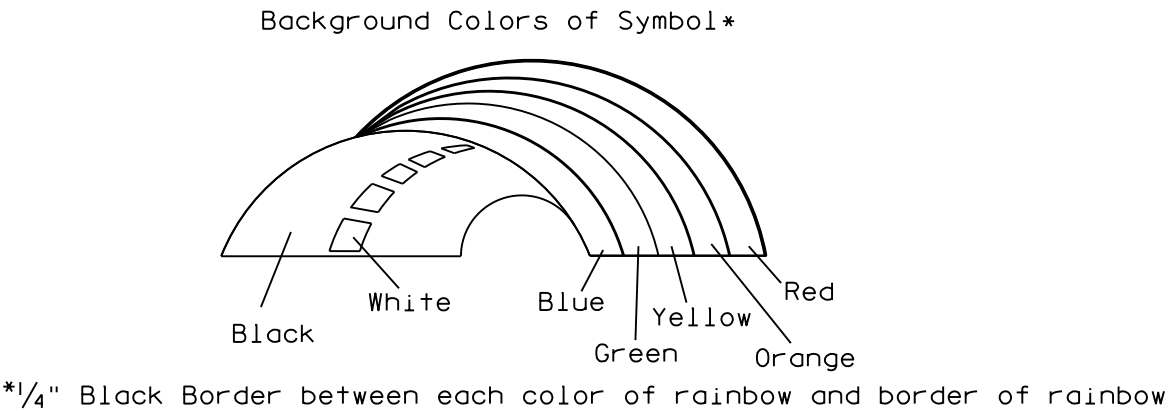 Background Colors of Symbol*
White
Blue
Red
Yellow
Black
Green
Orange
*1/4" Black Border between each color of rainbow and border of rainbow